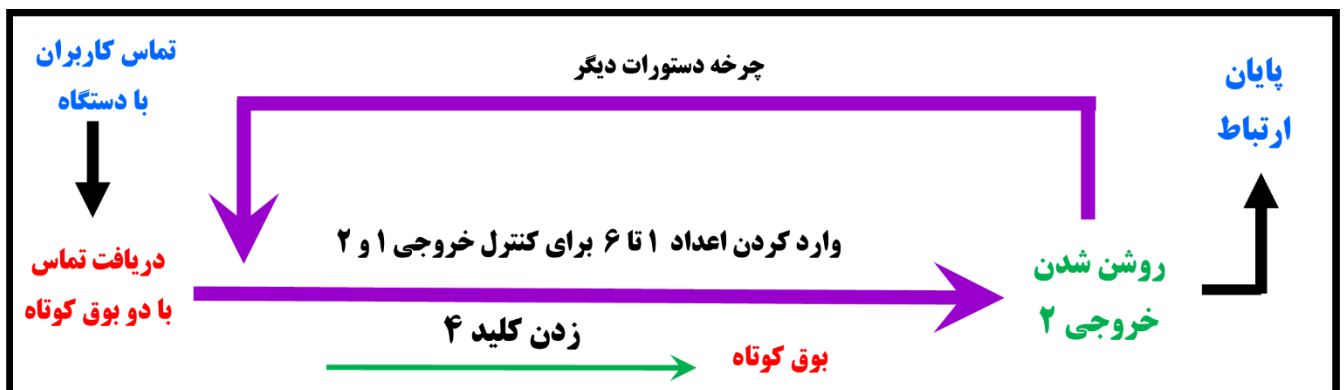 تماس کاربران
با دستگاه
چرخه دستورات دیگر
پایان
ارتباط
وارد کردن اعداد ۱ تا ۶ برای کنترل خروجی ۱ و ۲
دریافت تماس
با دو بوق کوتاه
روشن شدن
خروجی ۲
زدن کلید ۴
بوق کوتاه